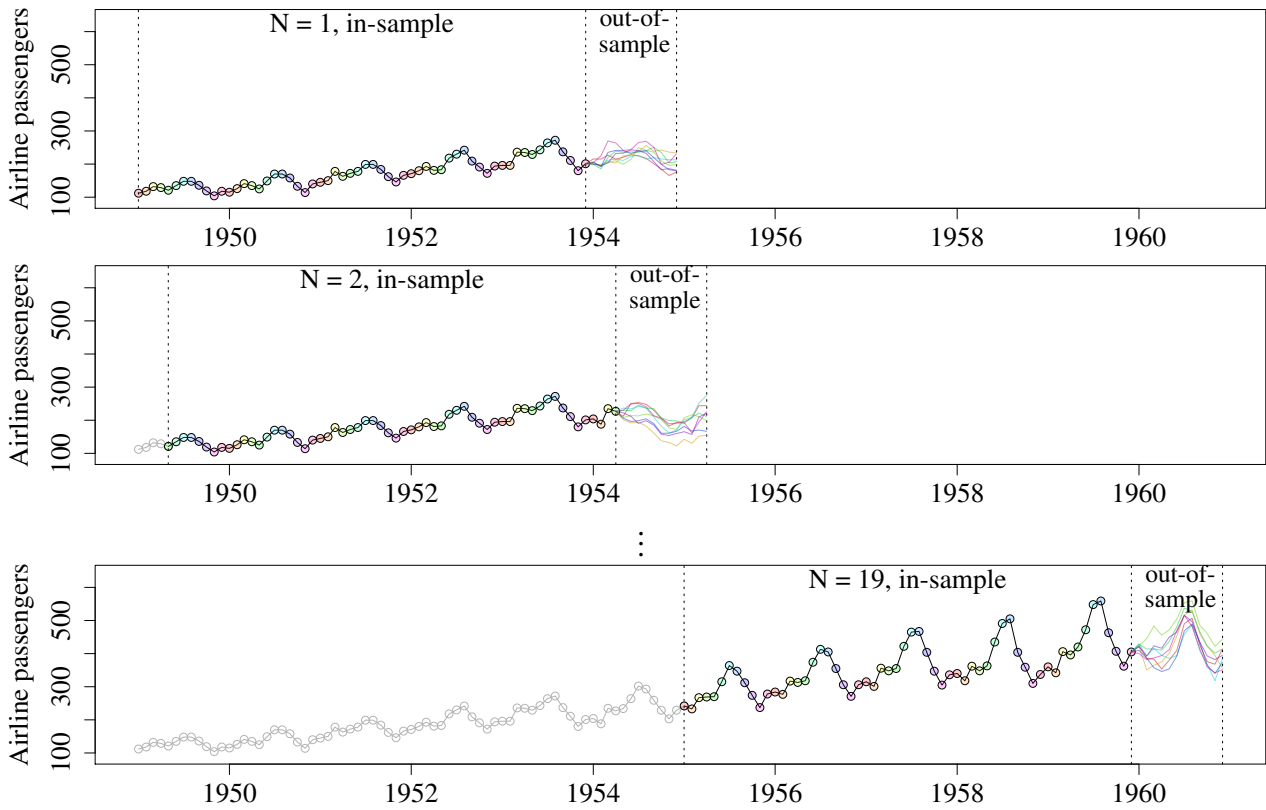 N = 1, in-sample
out-of-
sample
Airline passengers
500
300
100
1950 1952 1954 1956 1958 1960
N = 2, in-sample
out-of-
sample
Airline passengers
500
300
100
1950 1952 1954 1956 1958 1960
⋮
N = 19, in-sample
out-of-
sample
Airline passengers
500
300
100
1950 1952 1954 1956 1958 1960